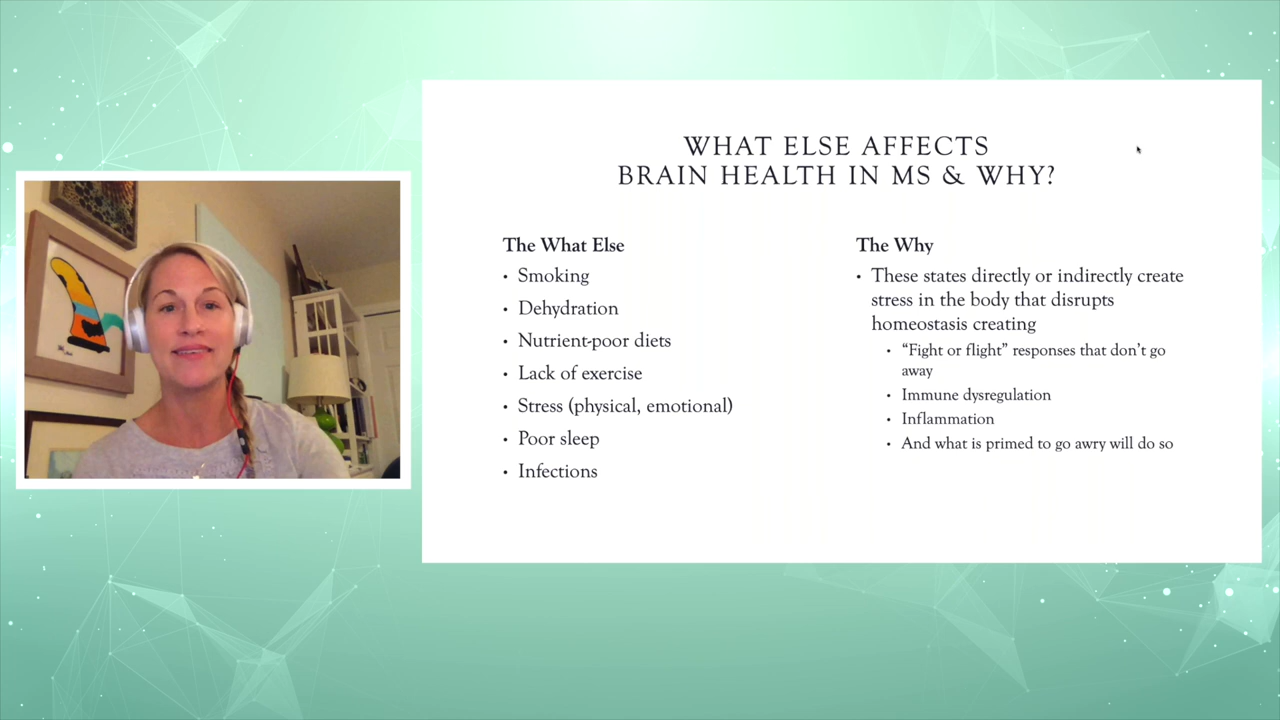 WHAT ELSE AFFECTS
BRAIN HEALTH IN MS & WHY?
The What Else
• Smoking
• Dehydration
• Nutrient-poor diets
• Lack of exercise
• Stress (physical, emotional)
• Poor sleep
• Infections
The Why
• These states directly or indirectly create
stress in the body that disrupts
homeostasis creating
• “Fight or flight” responses that don’t go
away
• Immune dysregulation
• Inflammation
• And what is primed to go awry will do so